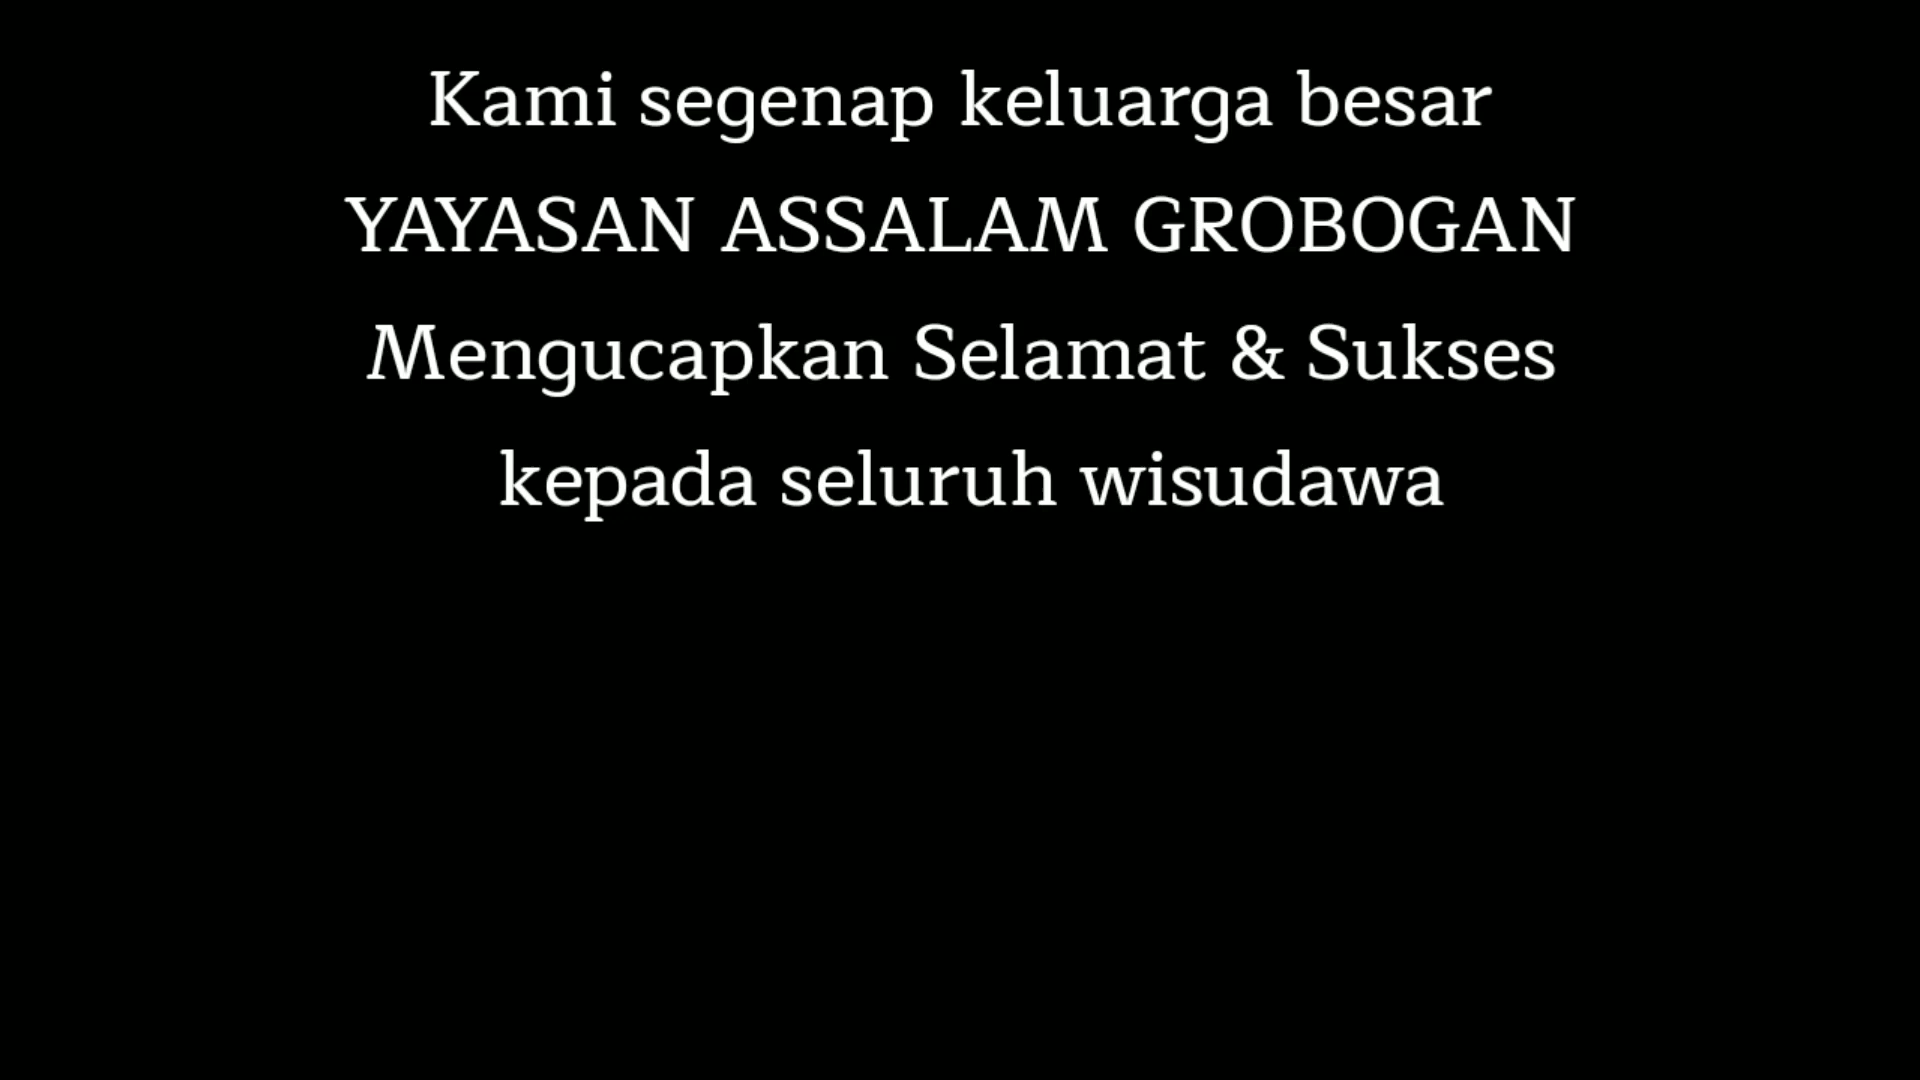 Kami segenap keluarga besar
YAYASAN ASSALAM GROBOGAN
Mengucapkan Selamat & Sukses
kepada seluruh wisudawa